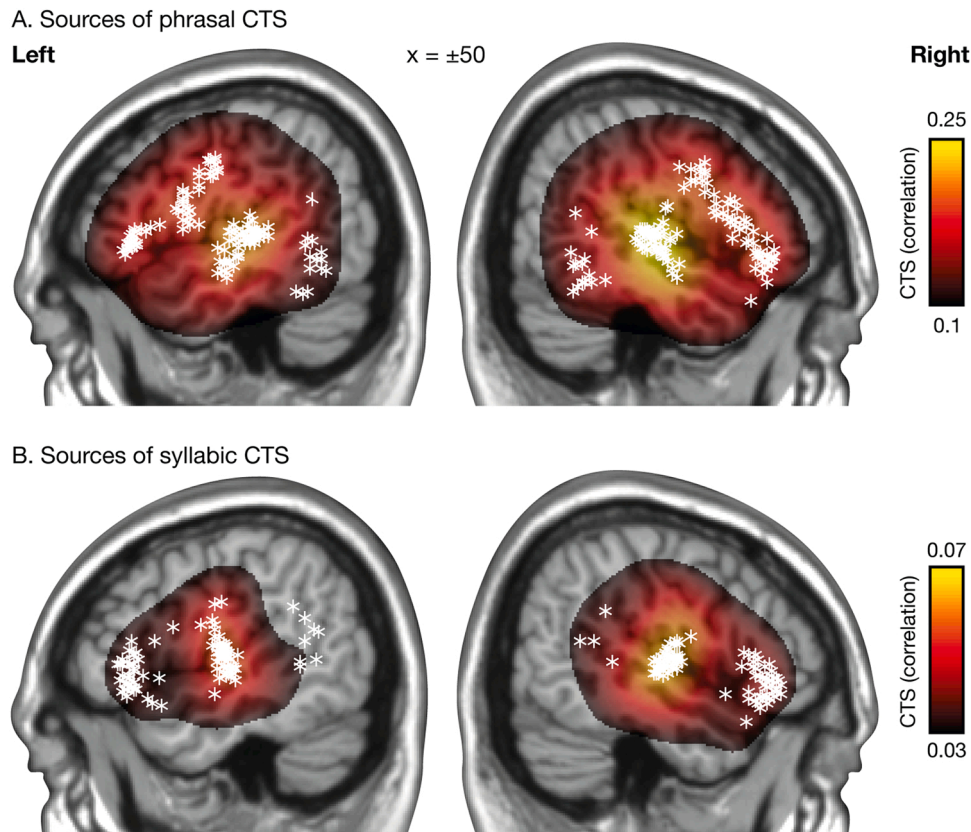 A. Sources of phrasal CTS
Left
x = ±50
Right
0.25
CTS (correlation)
0.1
B. Sources of syllabic CTS
0.07
CTS (correlation)
0.03